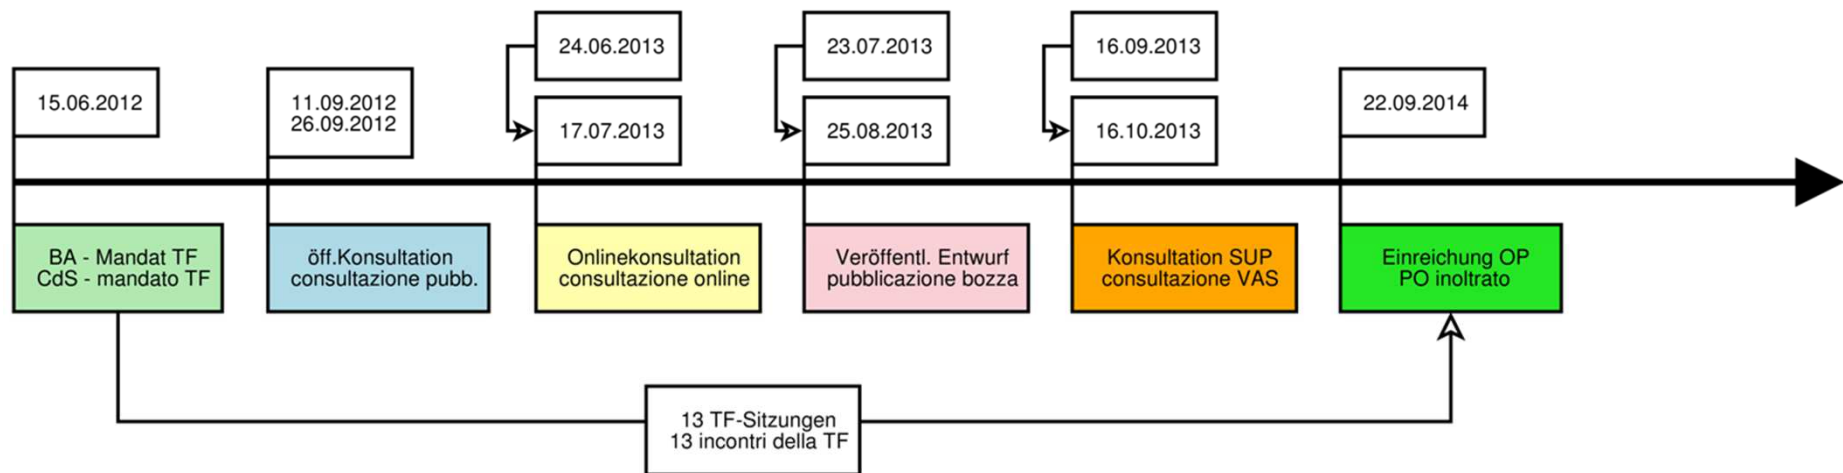 15.06.2012
11.09.2012
26.09.2012
24.06.2013
17.07.2013
23.07.2013
25.08.2013
16.09.2013
16.10.2013
22.09.2014
BA - Mandat TF
CdS - mandato TF
öff.Konsultation
consultazione pubb.
Onlinekonsultation
consultazione online
Veröffentl. Entwurf
pubblicazione bozza
Konsultation SUP
consultazione VAS
Einreichung OP
PO inoltrato
13 TF-Sitzungen
13 incontri della TF